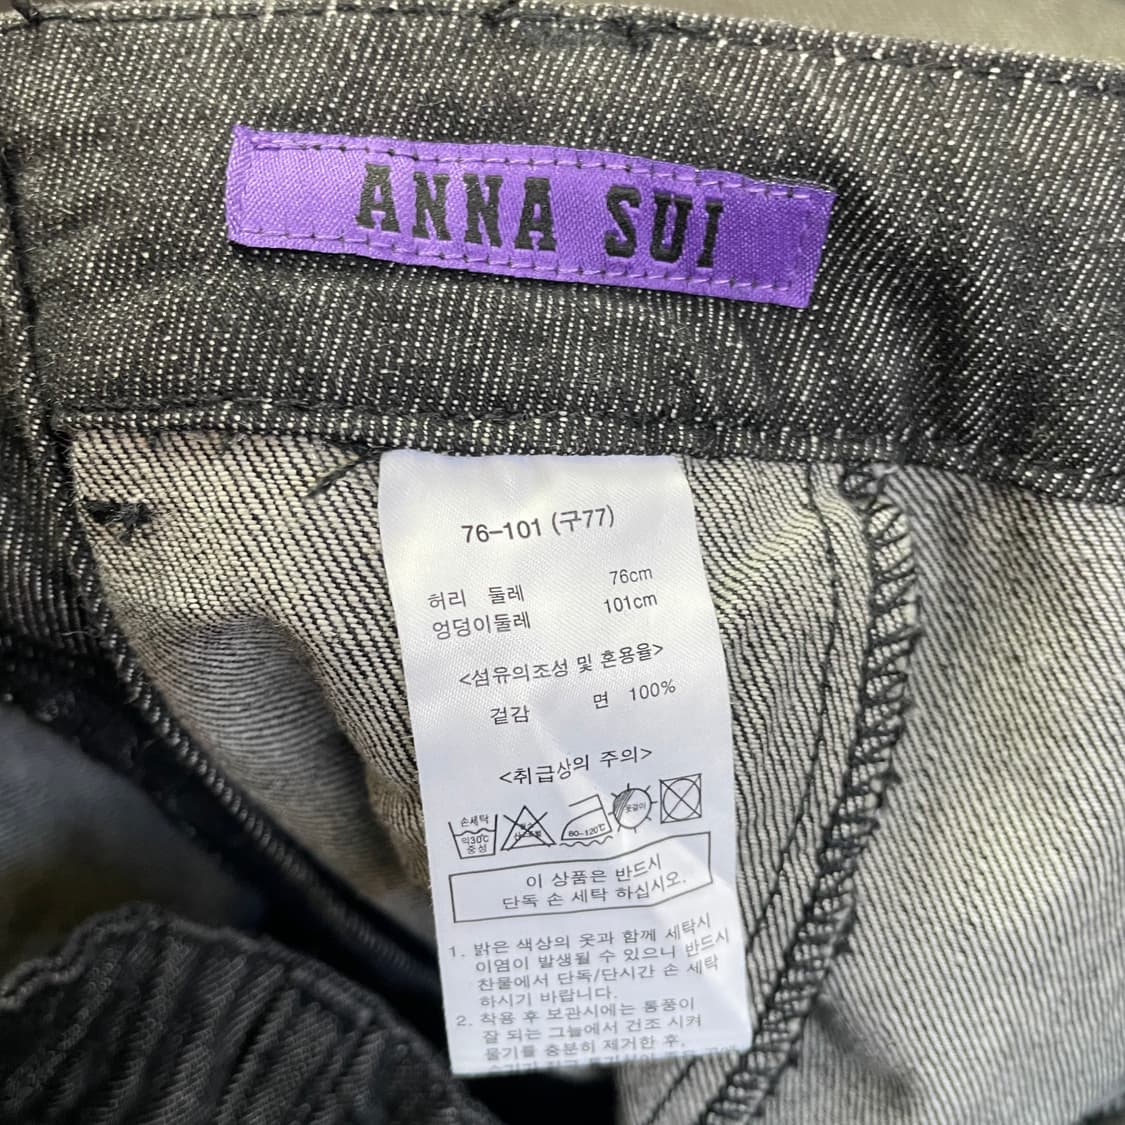 ANNA SUI
76-101 (구77)
허리 둘레 76cm
엉덩이둘레 101cm
<섬유의조성 및 혼용율>
겉감 면 100%
<취급상의 주의>
손세탁
약30℃
중성
80~120℃
옷걸이
이 상품은 반드시
단독 손 세탁 하십시오.
1. 밝은 색상의 옷과 함께 세탁시
이염이 발생될 수 있으니 반드시
찬물에서 단독/단시간 손 세탁
하시기 바랍니다.
2. 착용 후 보관시에는 통풍이
잘 되는 그늘에서 건조 시켜
물기를 충분히 제거한 후,